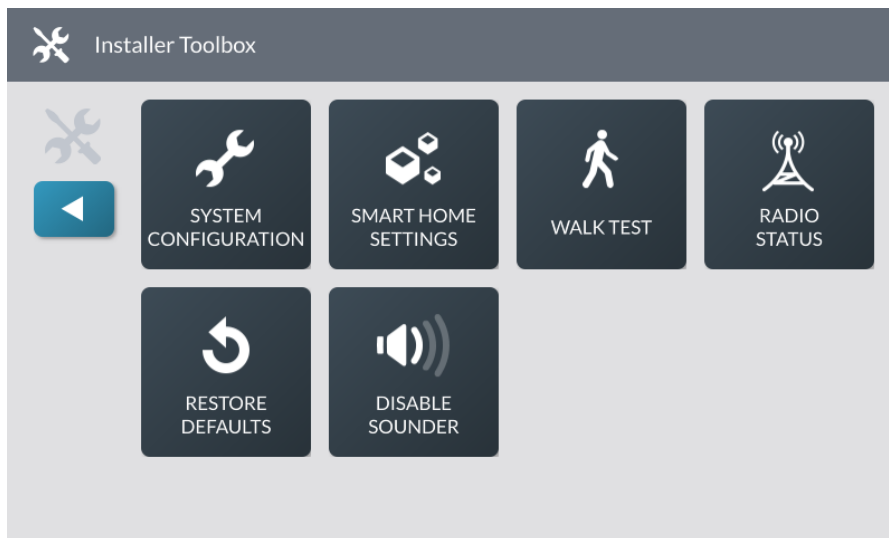 Installer Toolbox
SYSTEM
CONFIGURATION
SMART HOME
SETTINGS
WALK TEST
RADIO
STATUS
RESTORE
DEFAULTS
DISABLE
SOUNDER